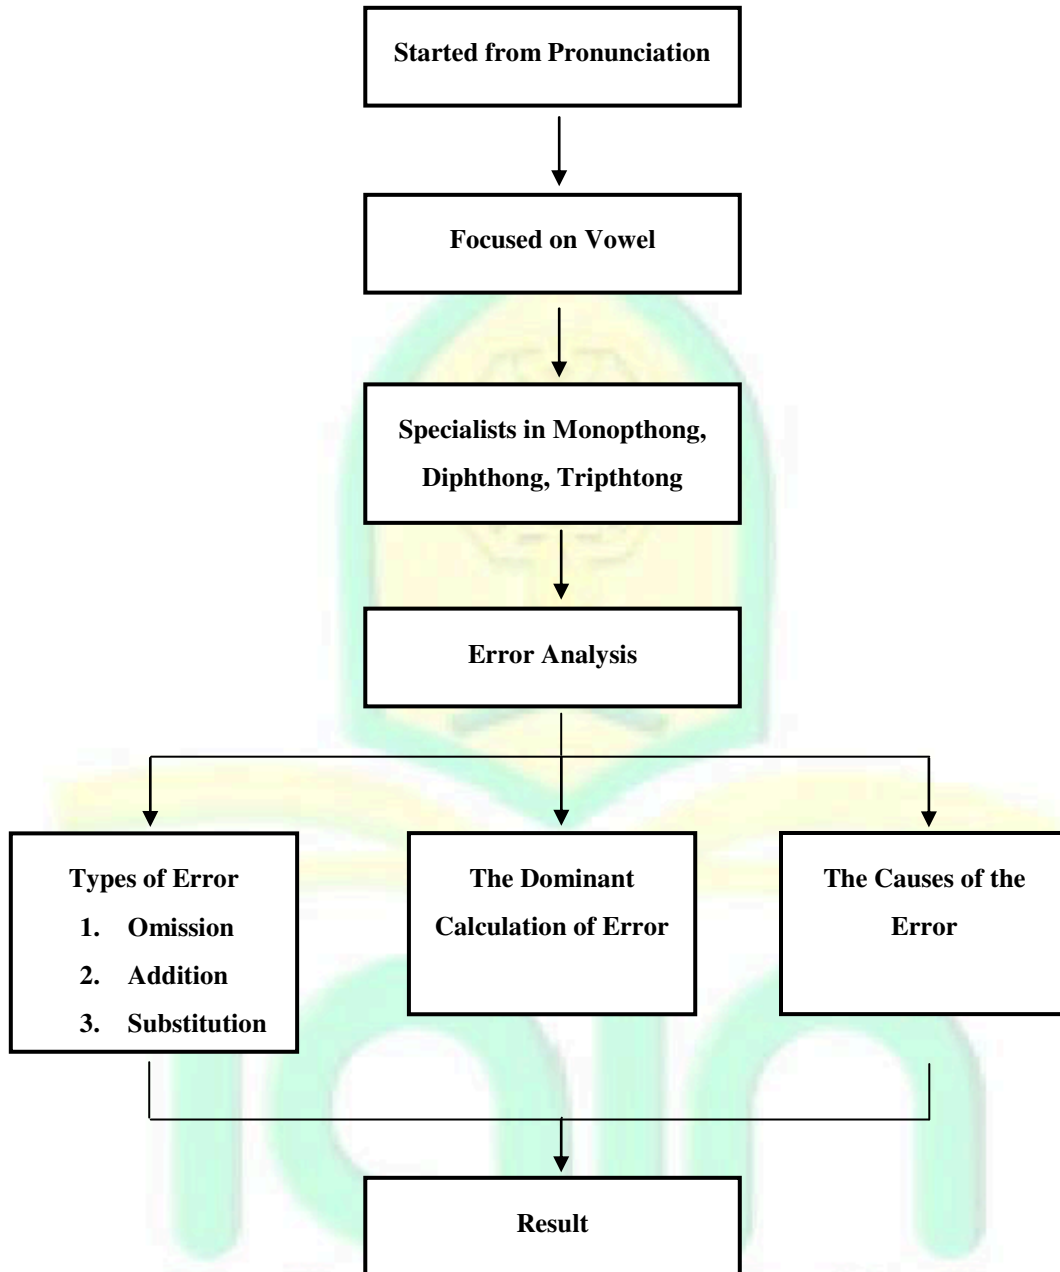 Started from Pronunciation
Focused on Vowel
Specialists in Monopthong,
Diphthong, Tripthtong
Error Analysis
Types of Error
1. Omission
2. Addition
3. Substitution
The Dominant
Calculation of Error
The Causes of the
Error
Result
iain